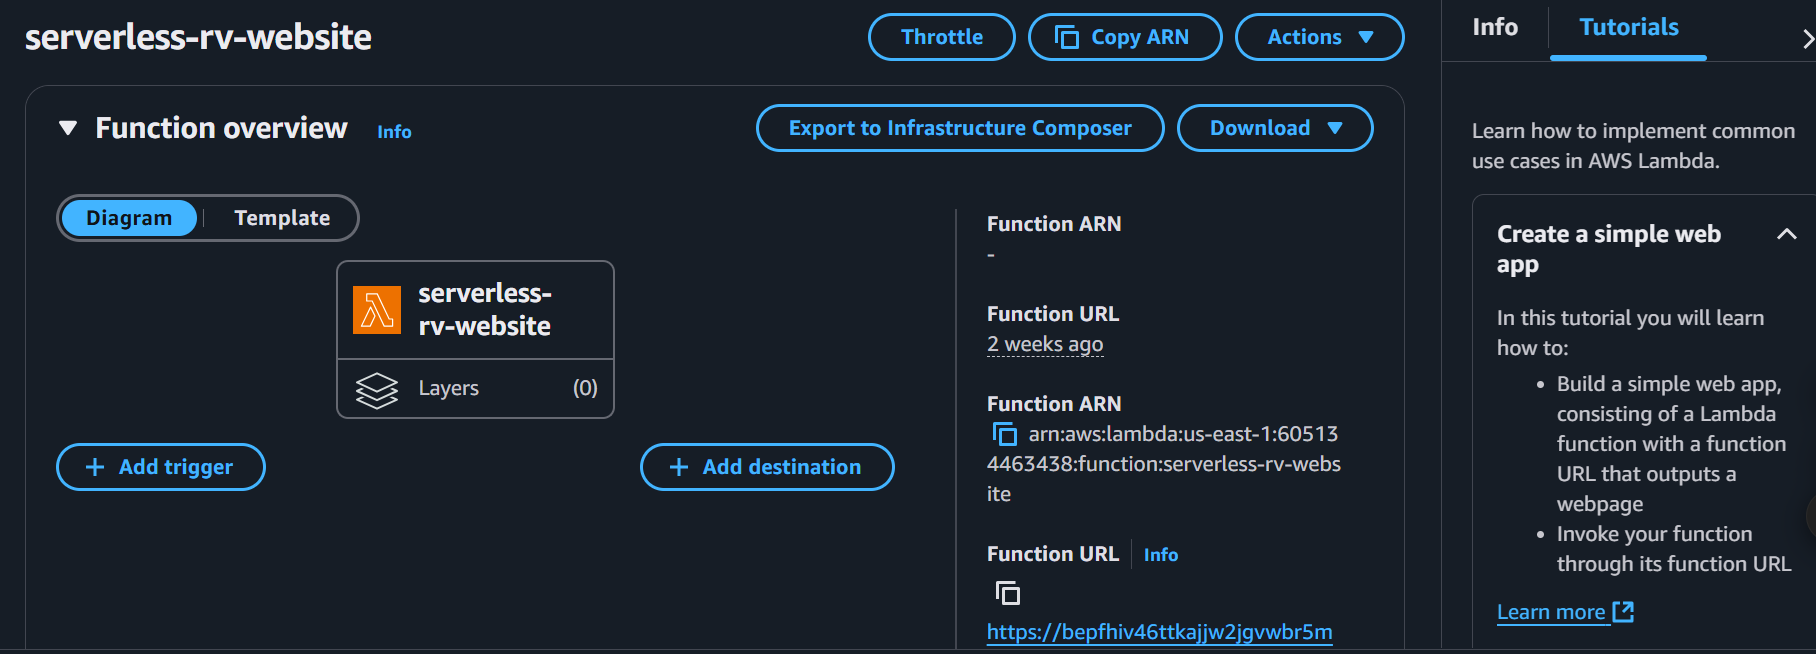 serverless-rv-website
Throttle
Copy ARN
Actions
Function overview
Info
Export to Infrastructure Composer
Download
Diagram
Template
serverless-
rv-website
Layers
(0)
+ Add trigger
+ Add destination
Function ARN
-
Function URL
2 weeks ago
Function ARN
arn:aws:lambda:us-east-1:60513
4463438:function:serverless-rv-webs
ite
Function URL
Info
https://bepfhiv46ttkajjw2jgvwbr5m
Info
Tutorials
Learn how to implement common
use cases in AWS Lambda.
Create a simple web
app
In this tutorial you will learn
how to:
• Build a simple web app,
consisting of a Lambda
function with a function
URL that outputs a
webpage
• Invoke your function
through its function URL
Learn more